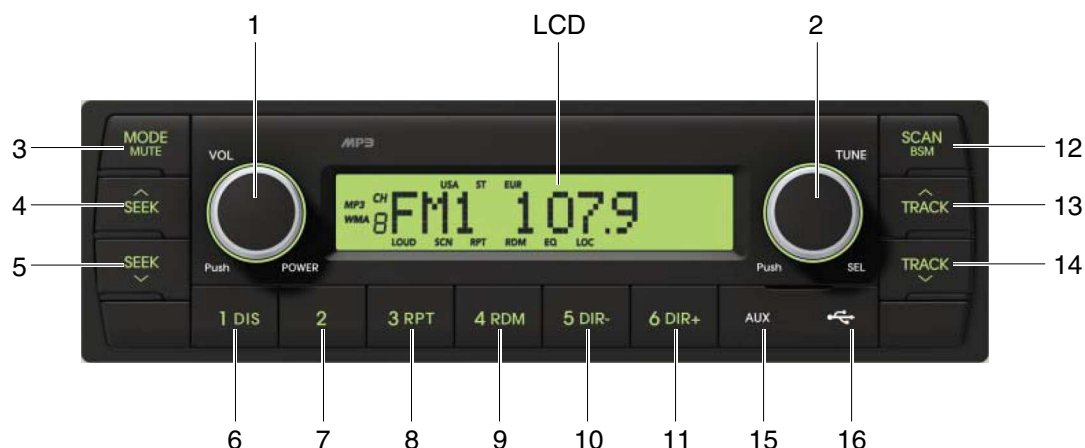 1 LCD 2
3 MODE MUTE
VOL
MP3
TUNE
SCAN BSM 12
4 SEEK
USA ST EUR
MP3 CH
WMA 8 FM1 107.9
LOUD SCN RPT RDM EQ LOC
TRACK 13
5 SEEK
Push POWER
Push SEL
TRACK 14
1 DIS 2 3 RPT 4 RDM 5 DIR- 6 DIR+ AUX
6 7 8 9 10 11 15 16